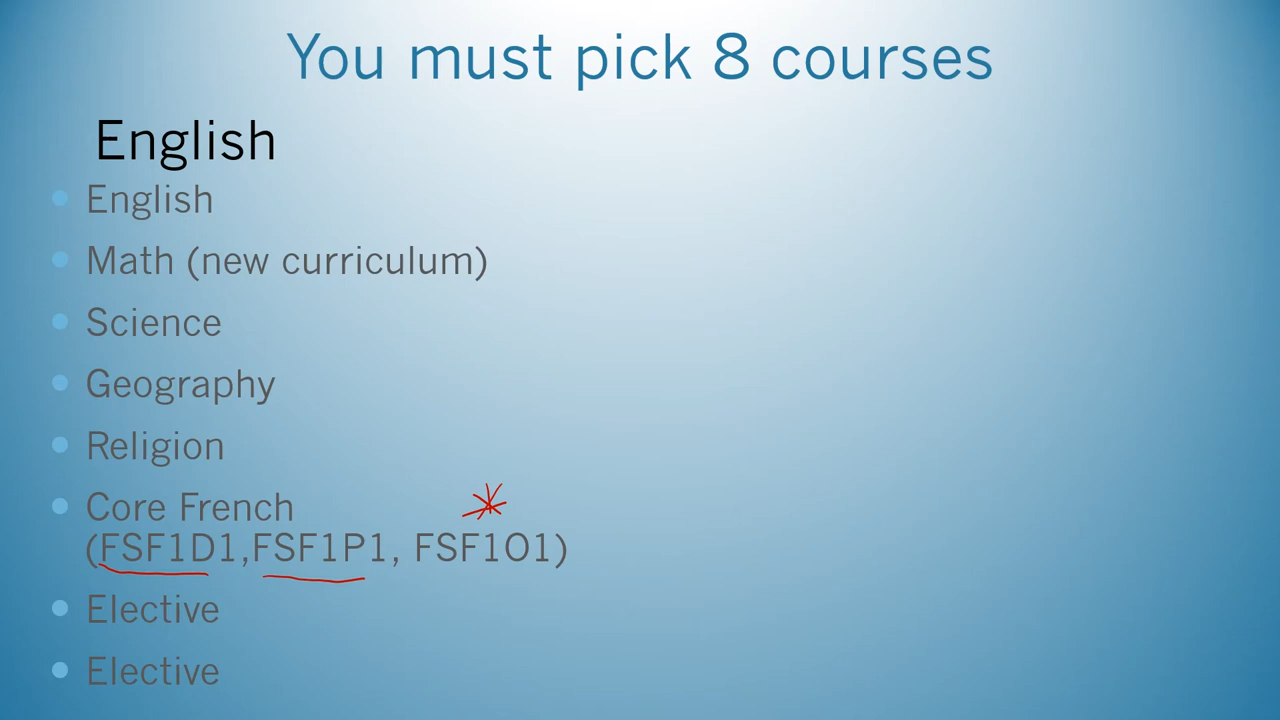 You must pick 8 courses
English
English
Math (new curriculum)
Science
Geography
Religion
Core French
(FSF1D1,FSF1P1, FSF1O1)
Elective
Elective